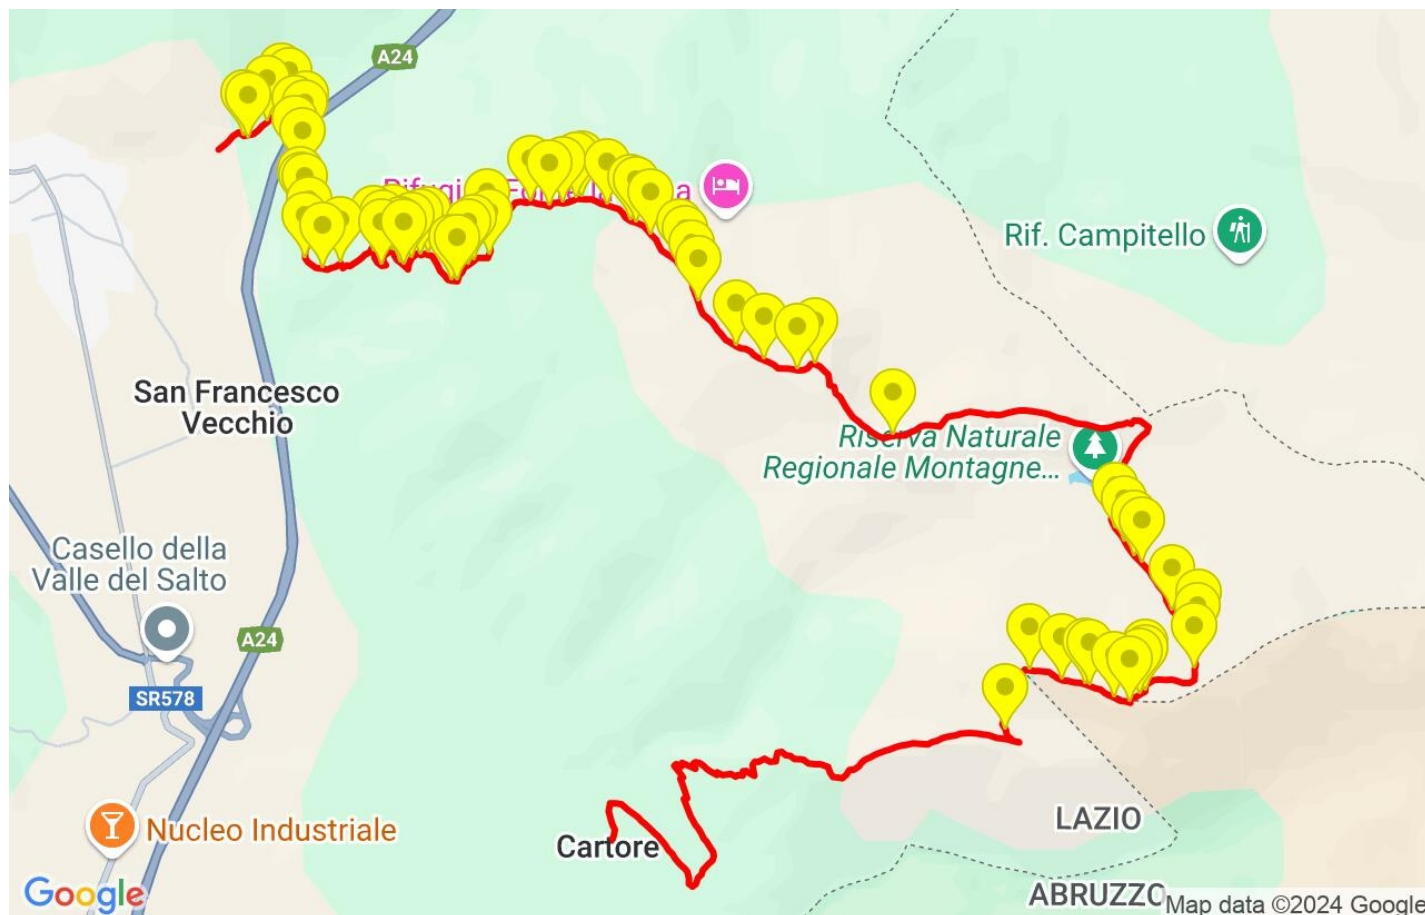 A24
Rif. Campitello
San Francesco
Vecchio
Riserva Naturale
Regionale Montagne...
Casello della
Valle del Salto
A24
SR578
LAZIO
Nucleo Industriale
Cartore
ABRUZZO
Google
Map data ©2024 Google